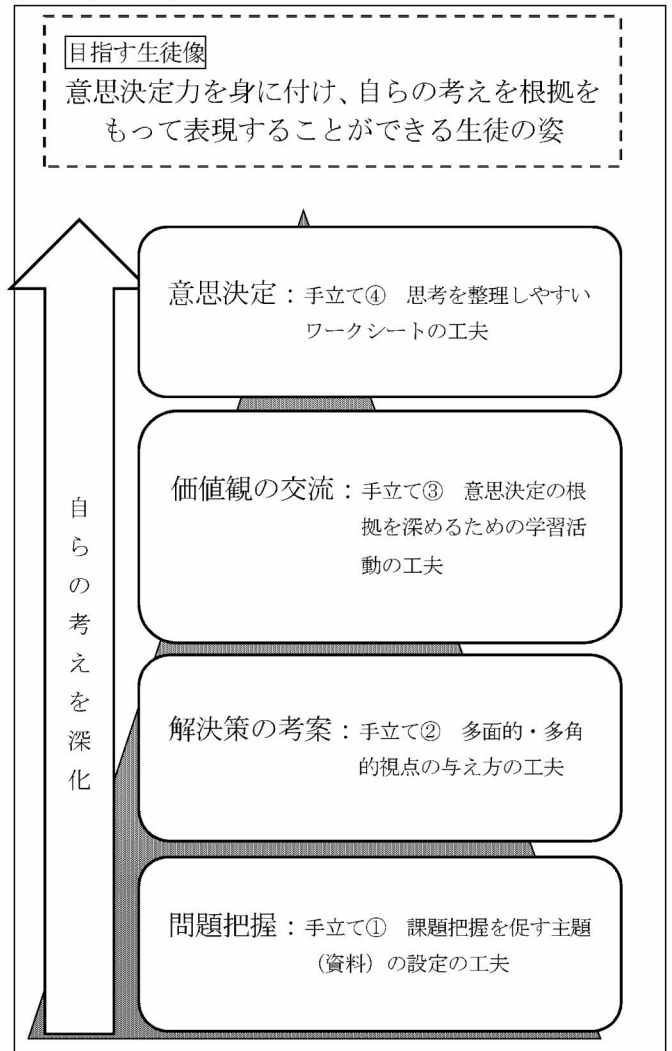 目指す生徒像
意思決定力を身に付け、自らの考えを根拠を
もって表現することができる生徒の姿
意思決定：手立て④　思考を整理しやすい
ワークシートの工夫
価値観の交流：手立て③　意思決定の根
拠を深めるための学習活
動の工夫
解決策の考案：手立て②　多面的・多角
的視点の与え方の工夫
問題把握：手立て①　課題把握を促す主題
（資料）の設定の工夫
自らの考えを深化